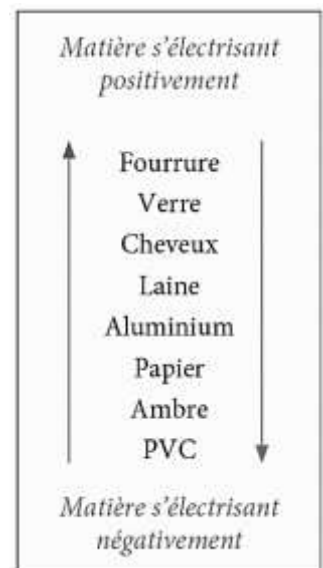 Matière s'électrisant
positivement
Fourrure
Verre
Cheveux
Laine
Aluminium
Papier
Ambre
PVC
Matière s'électrisant
négativement